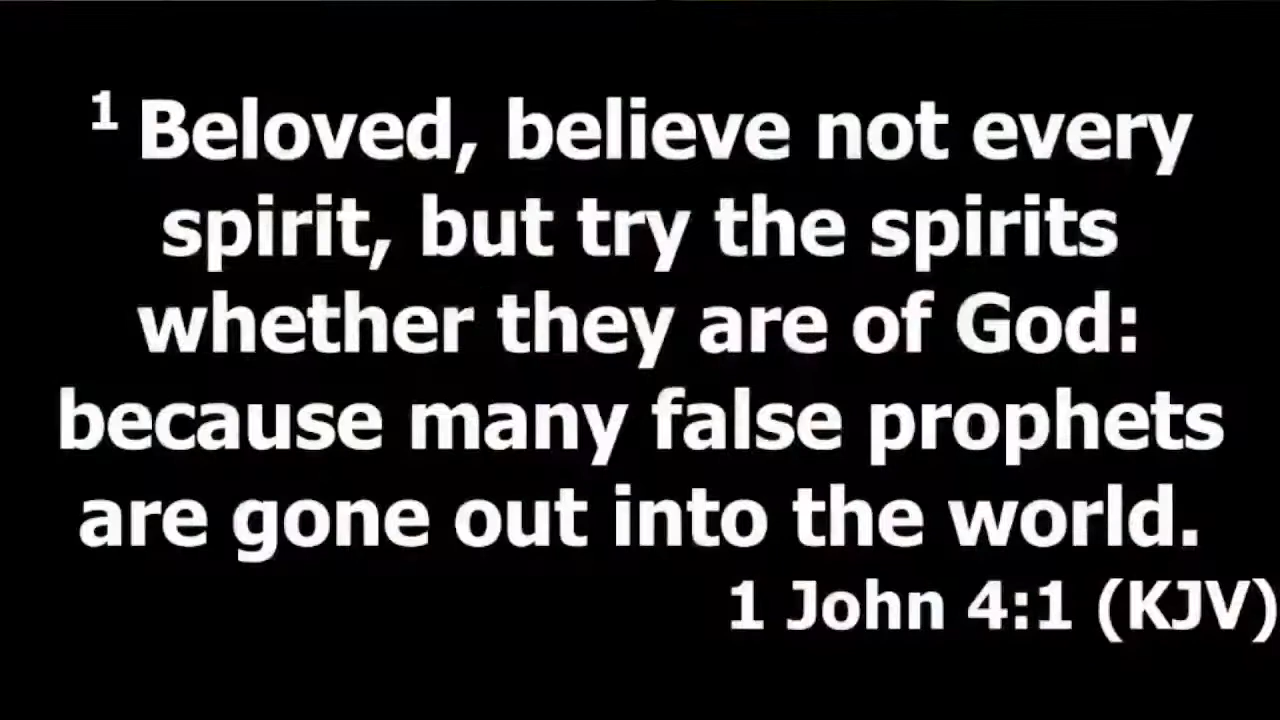 1 Beloved, believe not every
spirit, but try the spirits
whether they are of God:
because many false prophets
are gone out into the world.
1 John 4:1 (KJV)